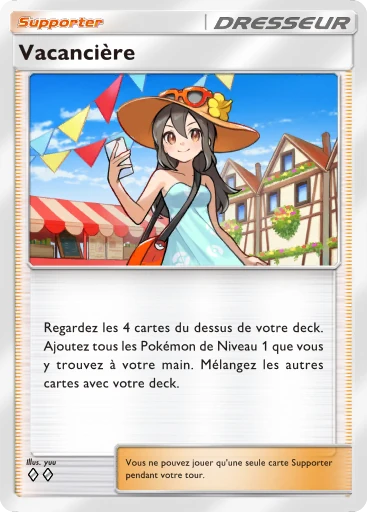 Supporter
DRESSEUR
Vacancière
Regardez les 4 cartes du dessus de votre deck.
Ajoutez tous les Pokémon de Niveau 1 que vous
y trouvez à votre main. Mélangez les autres
cartes avec votre deck.
Illus. yuu
Vous ne pouvez jouer qu'une seule carte Supporter
pendant votre tour.